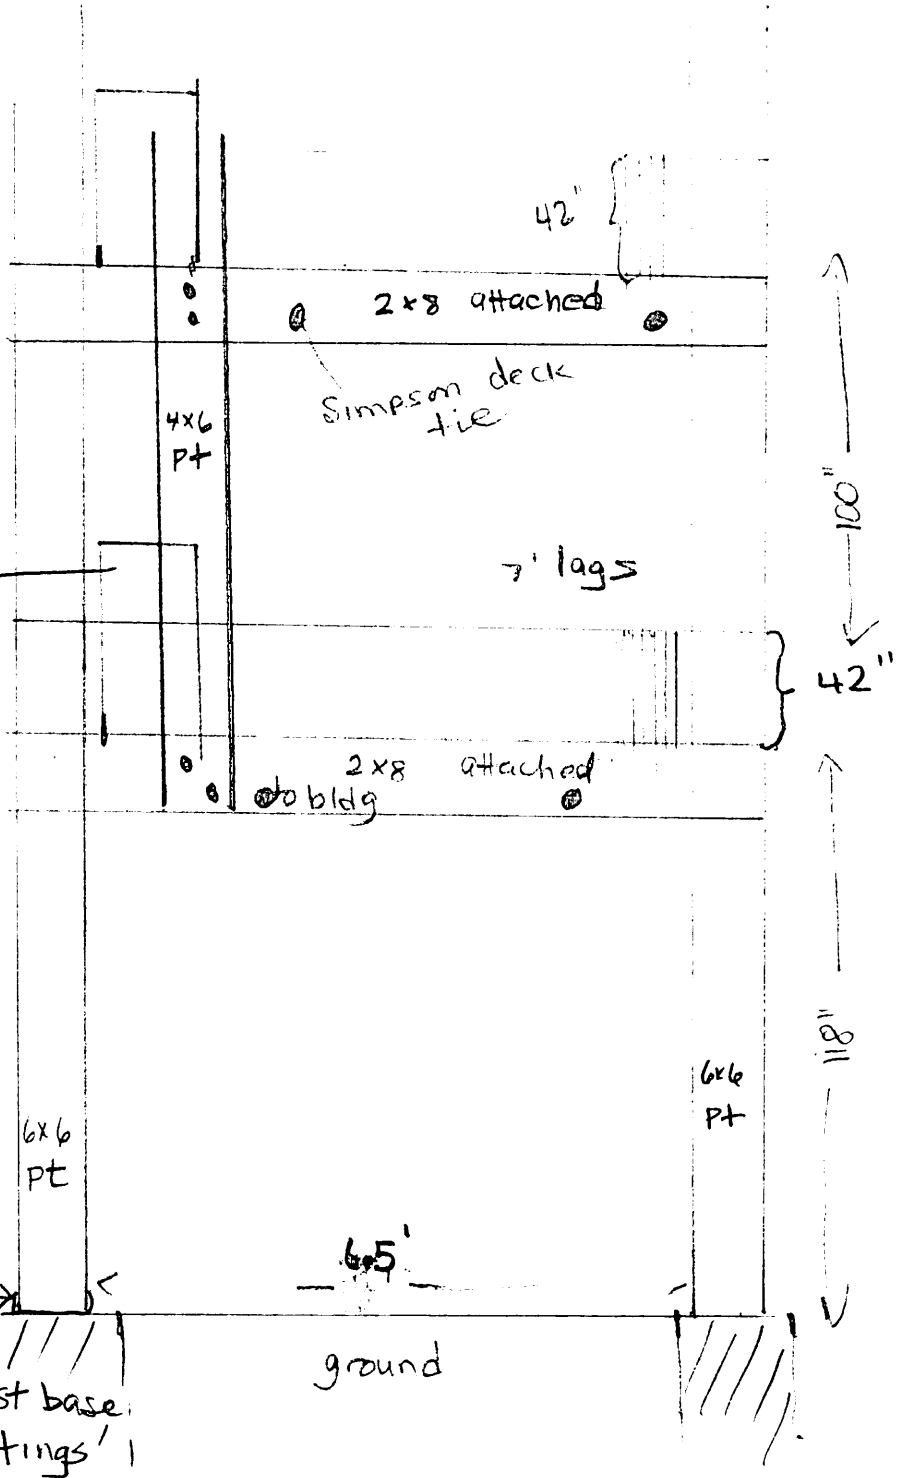 42"
2x8 attached
Simpson deck
tie
4x6
pt
100"
7' lags
42"
2x8 attached
to bldg
118"
6x6
pt
6x6
pt
6.5'
ground
st base
tings'